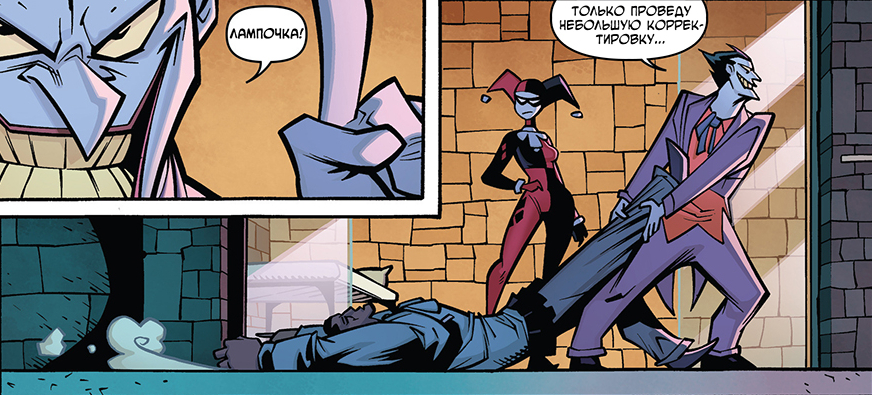 ЛАМПОЧКА!
ТОЛЬКО ПРОВЕДУ
НЕБОЛЬШУЮ КОРРЕК-
ТИРОВКУ...